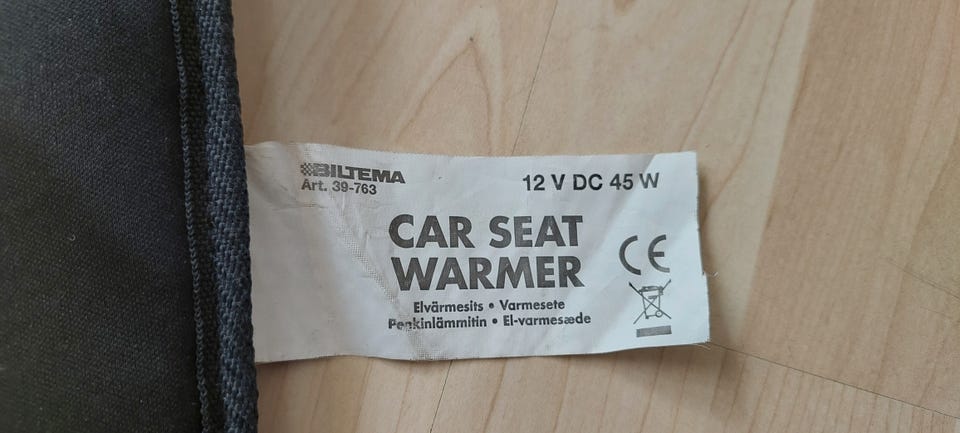 BILTEMA
Art. 39-763
12 V DC 45 W
CAR SEAT
WARMER
Elvärmesits • Varmesete
Penkinlämmitin • El-varmesæde
CE